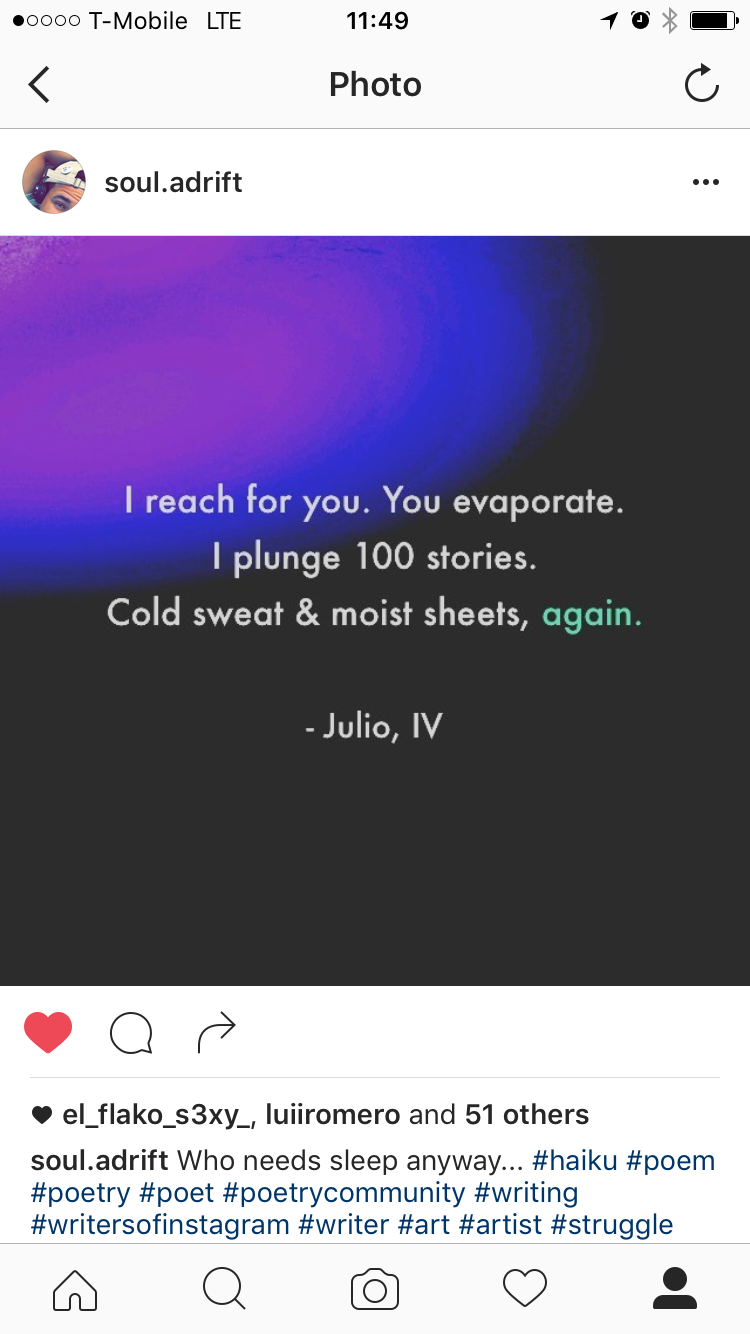 T-Mobile LTE 11:49
Photo
soul.adrift
I reach for you. You evaporate.
I plunge 100 stories.
Cold sweat & moist sheets, again.
- Julio, IV
el_flako_s3xy_, luiiromero and 51 others
soul.adrift Who needs sleep anyway... #haiku #poem
#poetry #poet #poetrycommunity #writing
#writersofinstagram #writer #art #artist #struggle